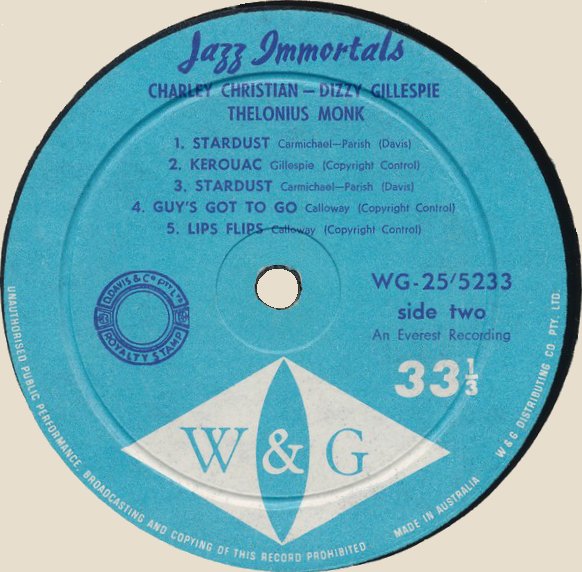 Jazz Immortals
CHARLEY CHRISTIAN — DIZZY GILLESPIE
THELONIUS MONK
1. STARDUST Carmichael—Parish (Davis)
2. KEROUAC Gillespie (Copyright Control)
3. STARDUST Carmichael—Parish (Davis)
4. GUY'S GOT TO GO Calloway (Copyright Control)
5. LIPS FLIPS Calloway (Copyright Control)
D. DAVIS & Co PTY LTD
ROYALTY STAMP
WG-25/5233
side two
An Everest Recording
33⅓
W & G
UNAUTHORISED PUBLIC PERFORMANCE, BROADCASTING AND COPYING OF THIS RECORD PROHIBITED
MADE IN AUSTRALIA
W & G DISTRIBUTING CO. PTY. LTD.